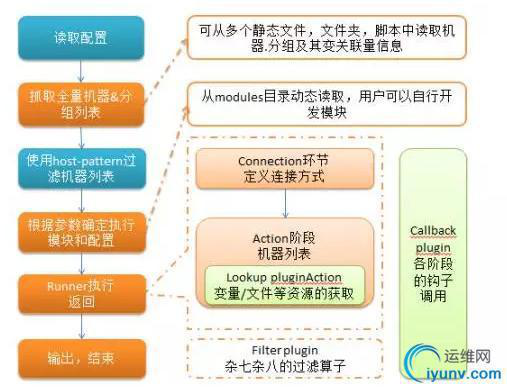 读取配置
可从多个静态文件，文件夹，脚本中读取机
器.分组及其变关联量信息
抓取全量机器&分
组列表
从modules目录动态读取，用户可以自行开
发模块
使用host-pattern过
滤机器列表
Connection环节
定义连接方式
根据参数确定执行
模块和配置
Action阶段
机器列表
Lookup pluginAction
变量/文件等资源的获取
Callback
plugin
各阶段
的钩子
调用
Runner执行
返回
输出，结束
Filterplugin
杂七杂八的过滤算子
运维网
iyunv.com